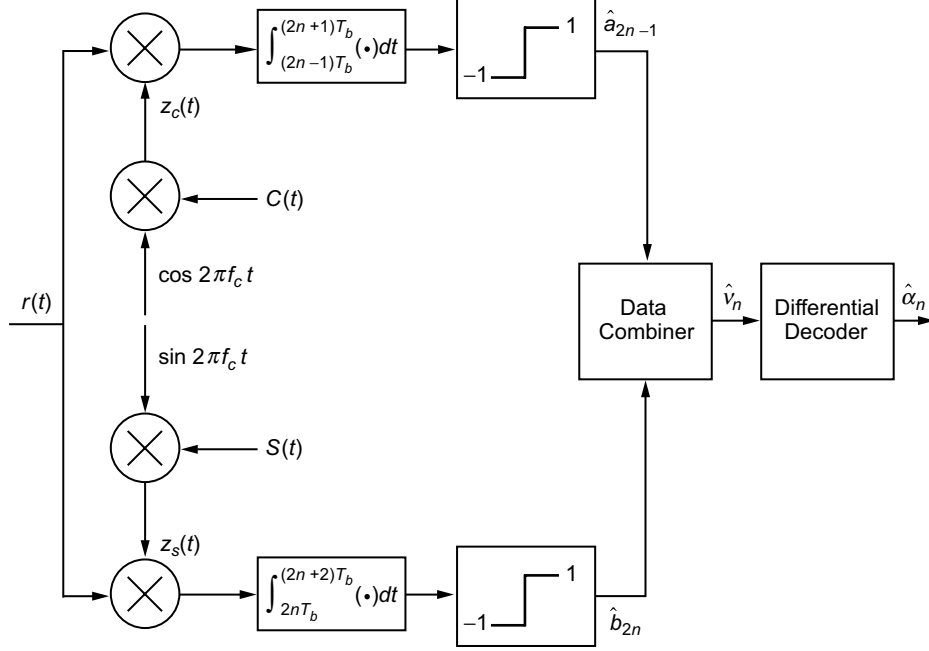 ∫_{(2n−1)T_b}^{(2n+1)T_b} (•)dt
1
−1
â_{2n−1}
z_c(t)
C(t)
cos 2πf_c t
r(t)
sin 2πf_c t
Data
Combiner
ν̂_n
Differential
Decoder
α̂_n
S(t)
z_s(t)
∫_{2nT_b}^{(2n+2)T_b} (•)dt
1
−1
b̂_{2n}